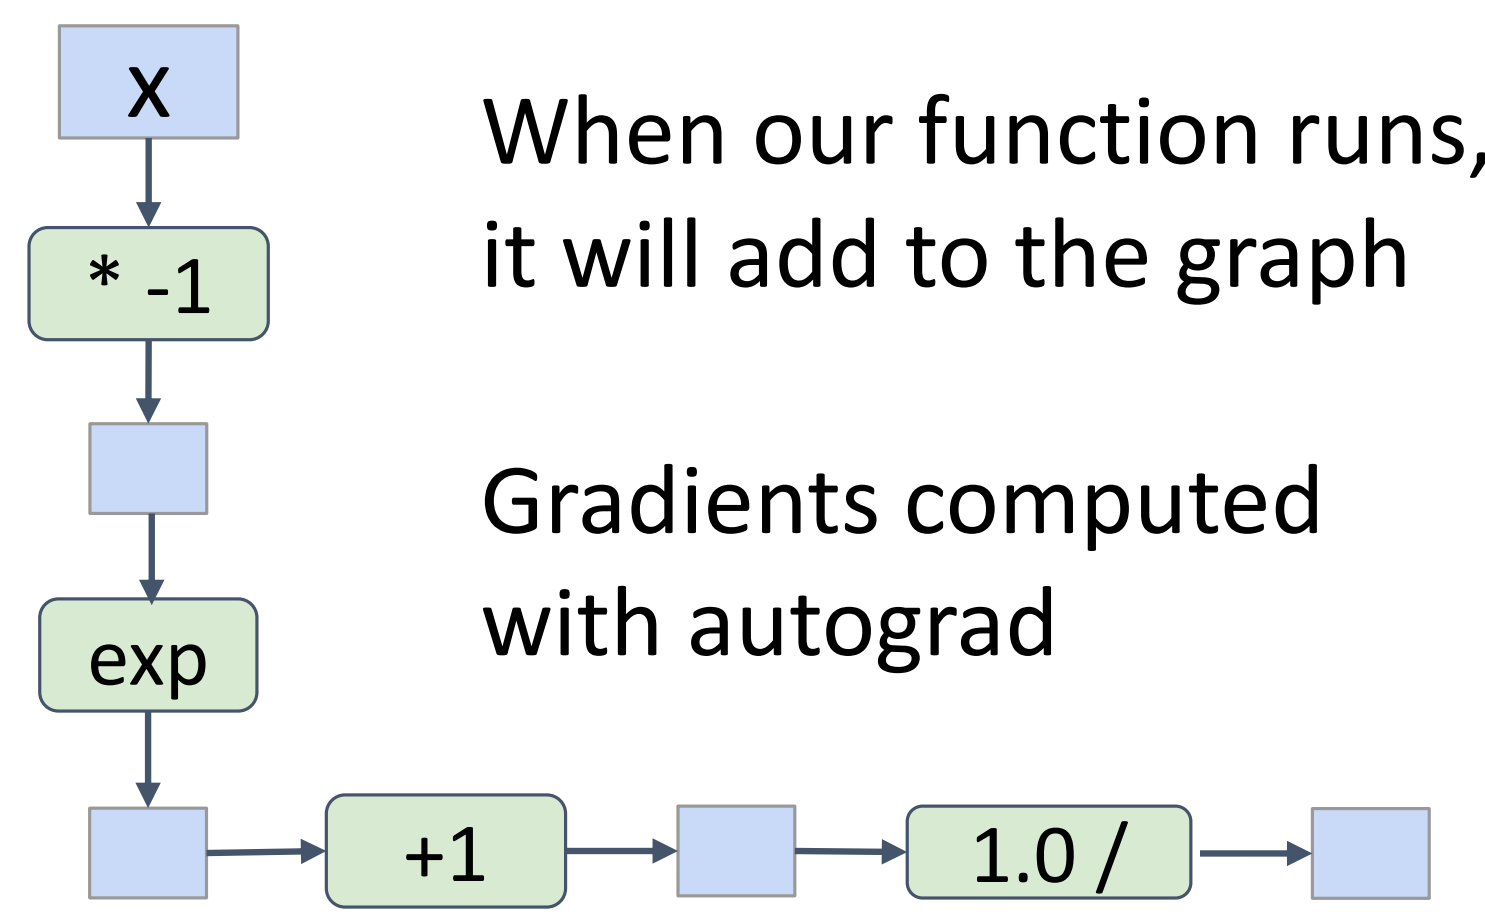 x
When our function runs,
it will add to the graph
* -1
Gradients computed
with autograd
exp
+1
1.0 /